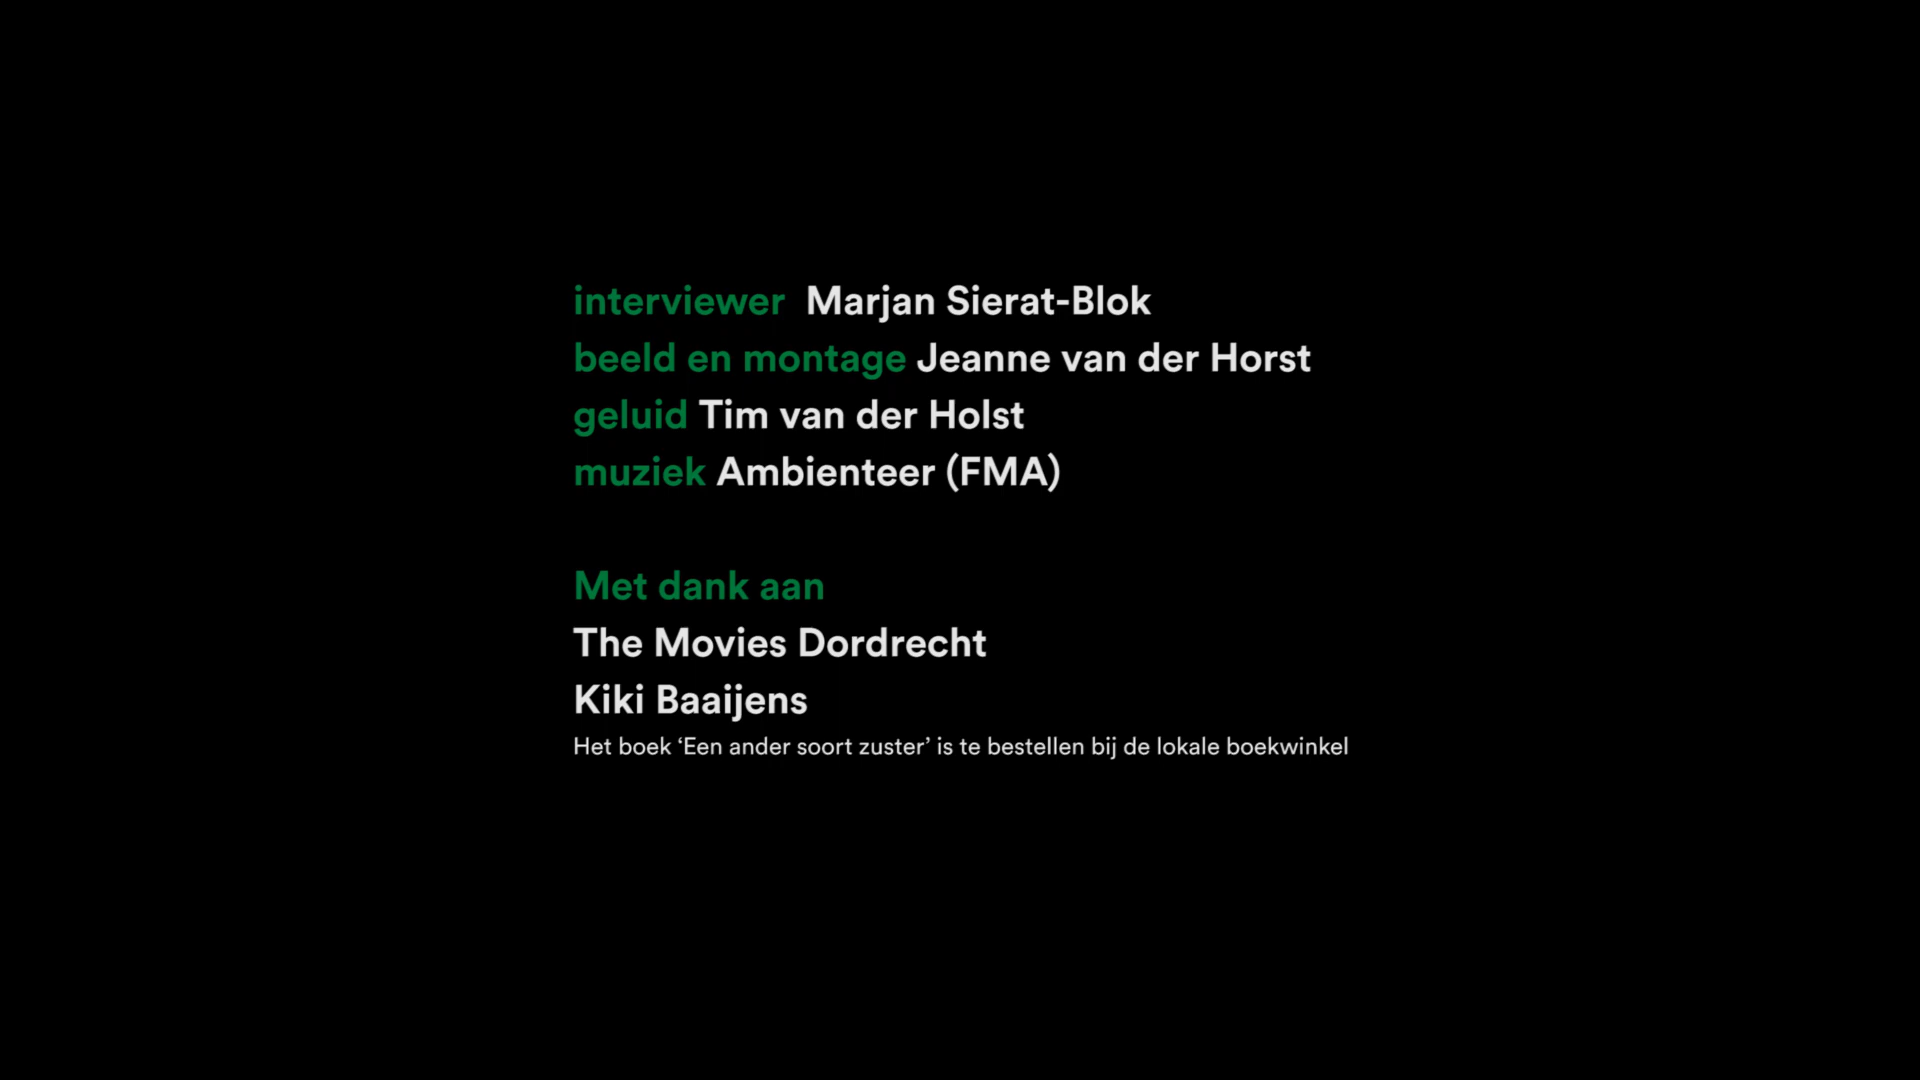 interviewer Marjan Sierat-Blok
beeld en montage Jeanne van der Horst
geluid Tim van der Holst
muziek Ambienteer (FMA)
Met dank aan
The Movies Dordrecht
Kiki Baaijens
Het boek ‘Een ander soort zuster’ is te bestellen bij de lokale boekwinkel